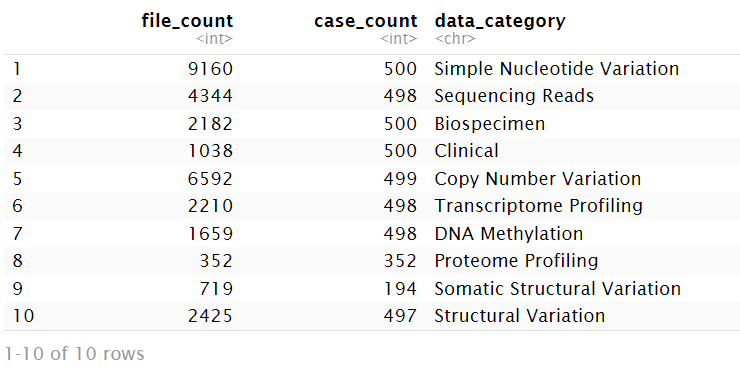 file_count case_count data_category
<int> <int> <chr>
1 9160 500 Simple Nucleotide Variation
2 4344 498 Sequencing Reads
3 2182 500 Biospecimen
4 1038 500 Clinical
5 6592 499 Copy Number Variation
6 2210 498 Transcriptome Profiling
7 1659 498 DNA Methylation
8 352 352 Proteome Profiling
9 719 194 Somatic Structural Variation
10 2425 497 Structural Variation
1-10 of 10 rows